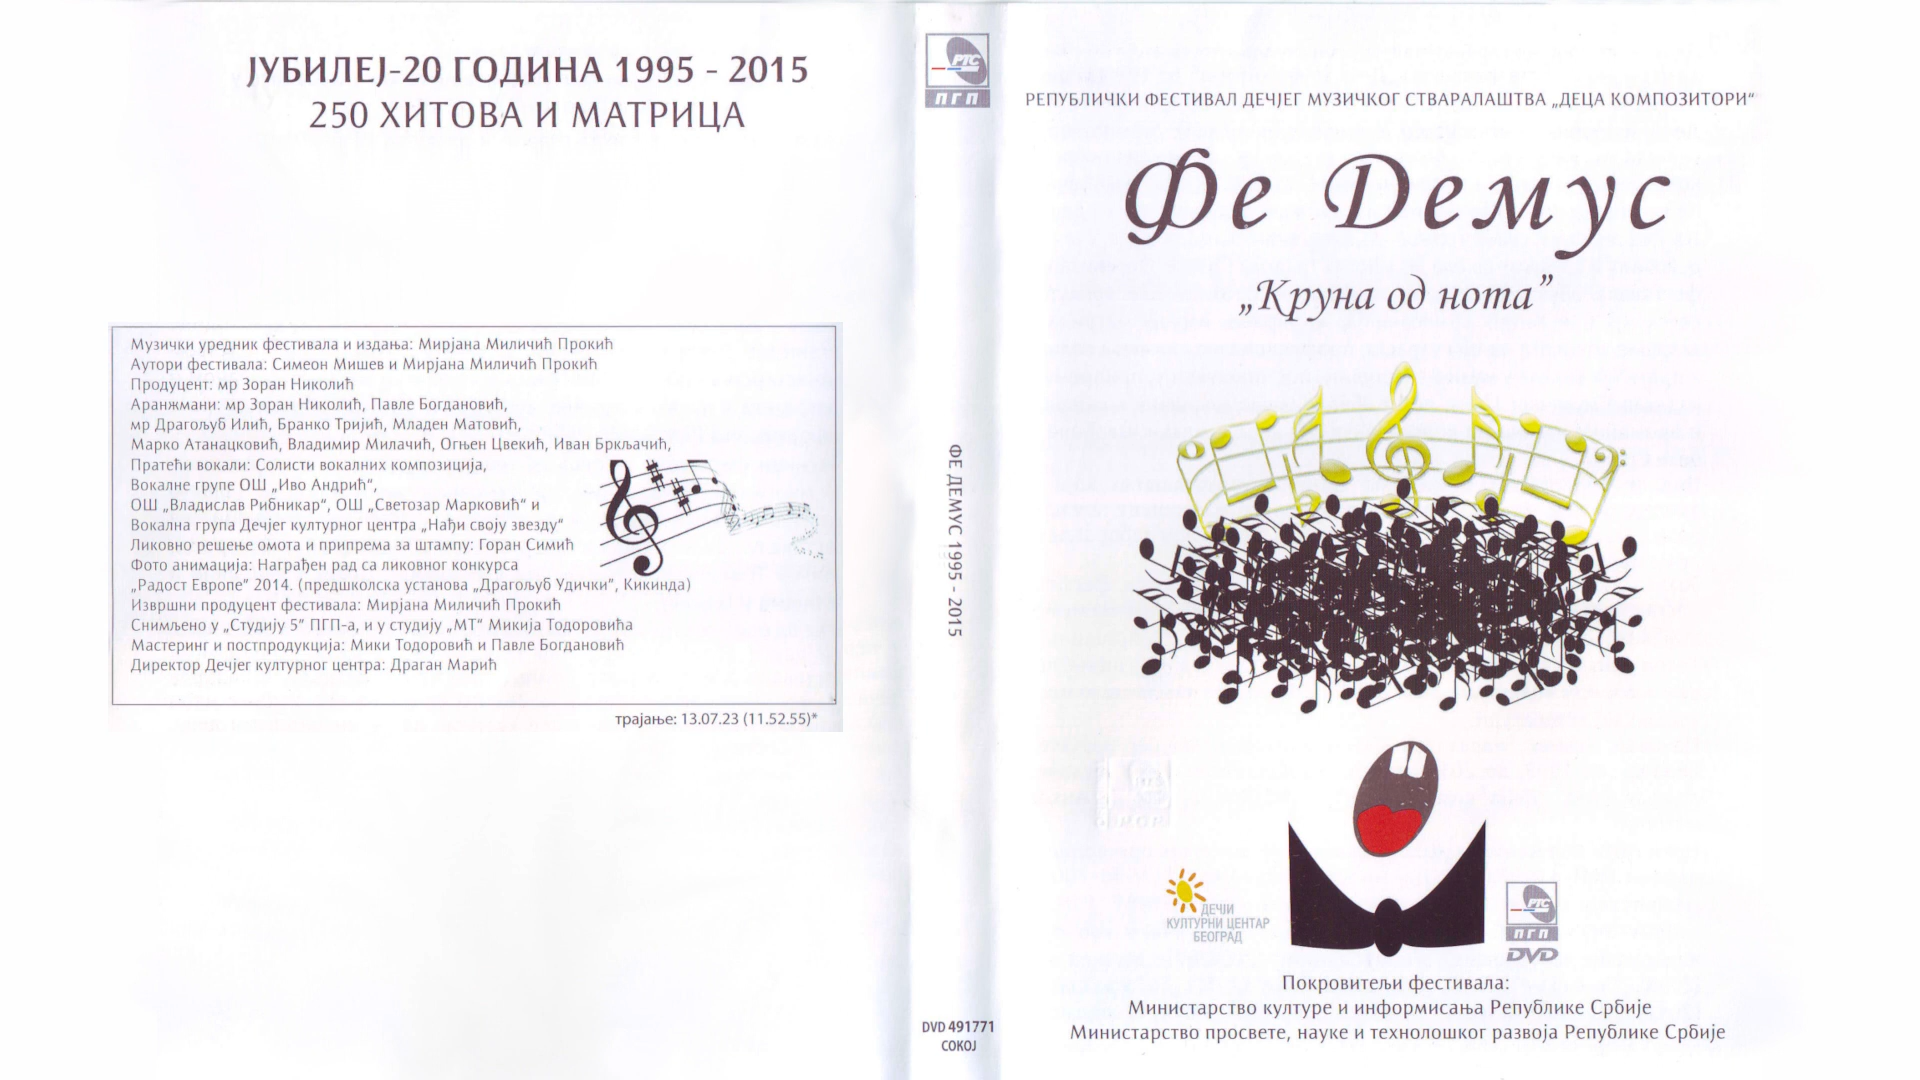 ЈУБИЛЕЈ-20 ГОДИНА 1995 - 2015
250 ХИТОВА И МАТРИЦА
Музички уредник фестивала и издања: Мирјана Миличић Прокић
Аутори фестивала: Симеон Мишев и Мирјана Миличић Прокић
Продуцент: мр Зоран Николић
Аранжмани: мр Зоран Николић, Павле Богдановић,
мр Драгољуб Илић, Бранко Тријић, Младен Матовић,
Марко Атанацковић, Владимир Милачић, Огњен Цвекић, Иван Бркљачић,
Пратећи вокали: Солисти вокалних композиција,
Вокалне групе ОШ „Иво Андрић“,
ОШ „Владислав Рибникар“, ОШ „Светозар Марковић“ и
Вокална група Дечјег културног центра „Нађи своју звезду“
Ликовно решење омота и припрема за штампу: Горан Симић
Фото анимација: Награђен рад са ликовног конкурса
„Радост Европе“ 2014. (предшколска установа „Драгољуб Удички”, Кикинда)
Извршни продуцент фестивала: Мирјана Миличић Прокић
Снимљено у „Студију 5” ПГП-а, и у студију „МТ“ Микија Тодоровића
Мастеринг и постпродукција: Мики Тодоровић и Павле Богдановић
Директор Дечјег културног центра: Драган Марић
трајање: 13.07.23 (11.52.55)*
РТС
ПГП
ФЕ ДЕМУС 1995 - 2015
DVD 491771
СОКОЈ
РЕПУБЛИЧКИ ФЕСТИВАЛ ДЕЧЈЕГ МУЗИЧКОГ СТВАРАЛАШТВА „ДЕЦА КОМПОЗИТОРИ“
Фе Демус
„Круна од нота”
ДЕЧЈИ
КУЛТУРНИ ЦЕНТАР
БЕОГРАД
РТС
ПГП
DVD
Покровитељи фестивала:
Министарство културе и информисања Републике Србије
Министарство просвете, науке и технолошког развоја Републике Србије